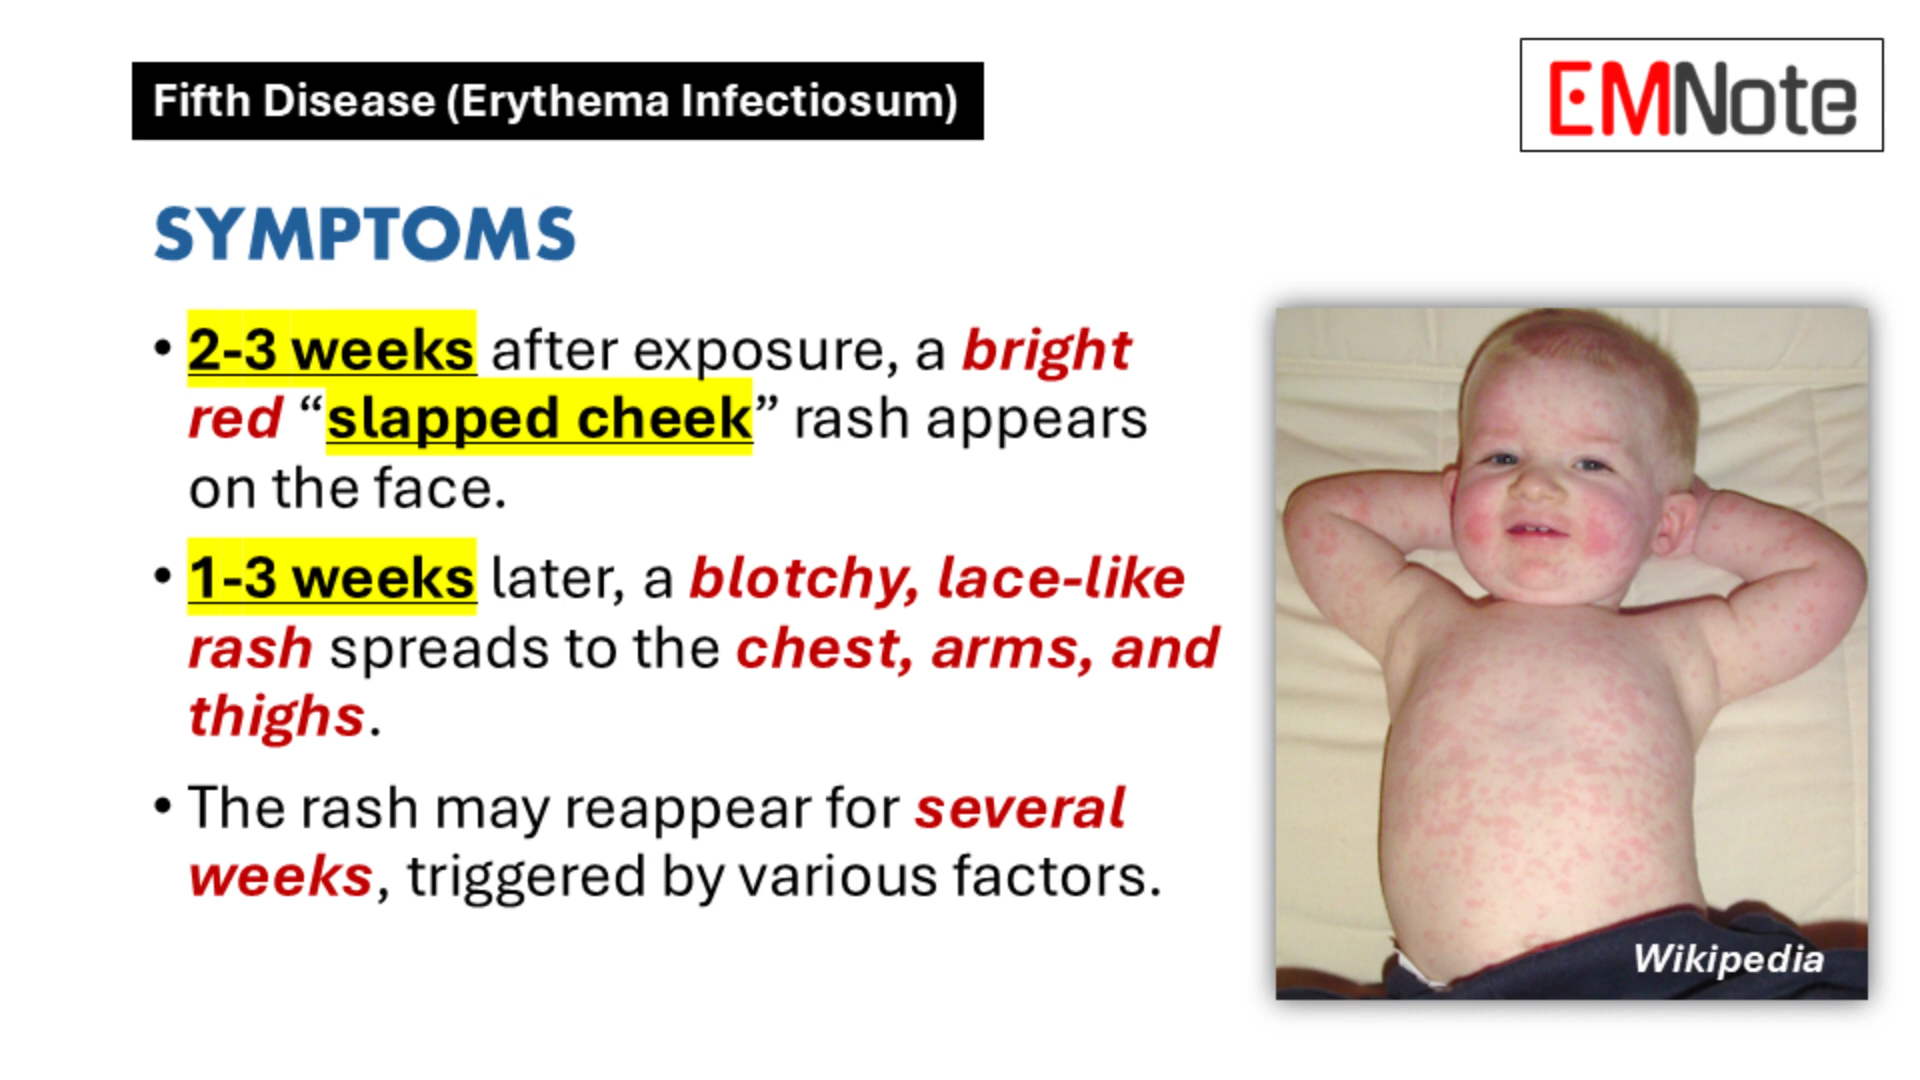 Fifth Disease (Erythema Infectiosum)
EMNote
SYMPTOMS
• 2-3 weeks after exposure, a bright
red “slapped cheek” rash appears
on the face.
• 1-3 weeks later, a blotchy, lace-like
rash spreads to the chest, arms, and
thighs.
• The rash may reappear for several
weeks, triggered by various factors.
Wikipedia